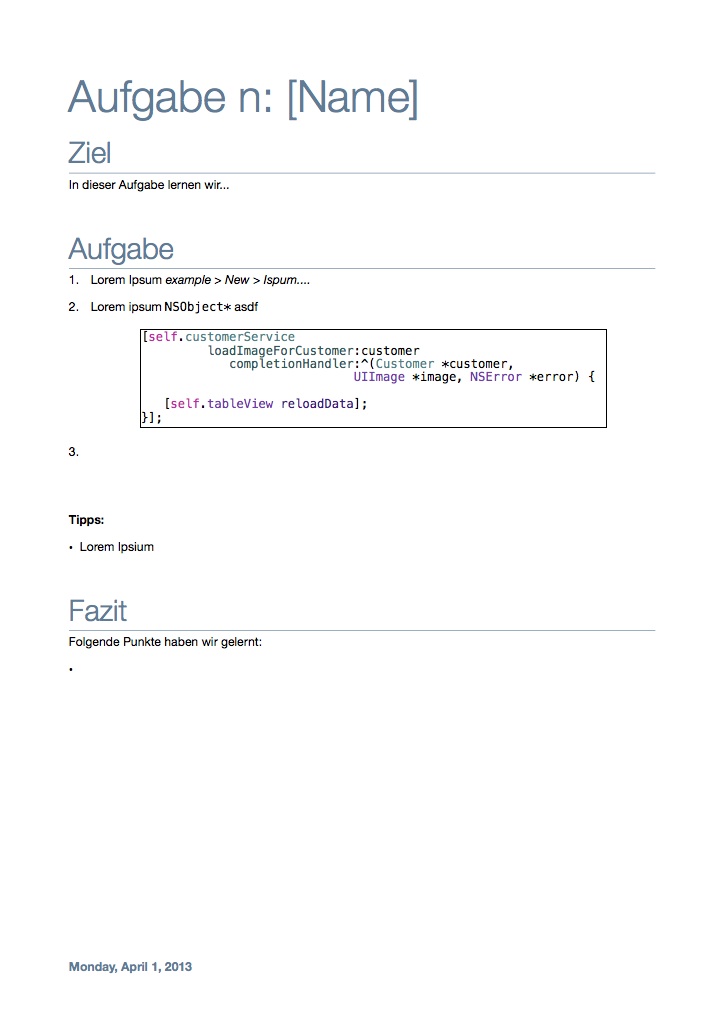 Aufgabe n: [Name]
Ziel
In dieser Aufgabe lernen wir...
Aufgabe
1. Lorem Ipsum example > New > Ispum....
2. Lorem ipsum NSObject* asdf
[self.customerService
loadImageForCustomer:customer
completionHandler:^(Customer *customer,
UIImage *image, NSError *error) {
[self.tableView reloadData];
}];
3.
Tipps:
• Lorem Ipsium
Fazit
Folgende Punkte haben wir gelernt:
•
Monday, April 1, 2013